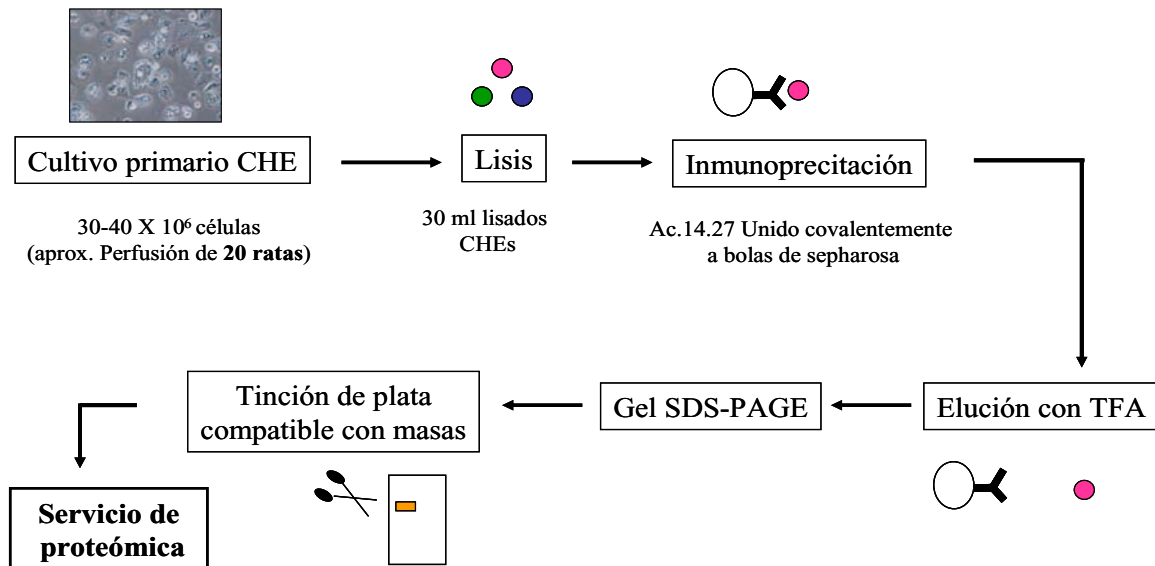 Cultivo primario CHE
30-40 X 10⁶ células
(aprox. Perfusión de 20 ratas)
Lisis
30 ml lisados
CHEs
Inmunoprecitación
Ac.14.27 Unido covalentemente
a bolas de sepharosa
Elución con TFA
Gel SDS-PAGE
Tinción de plata
compatible con masas
Servicio de
proteómica